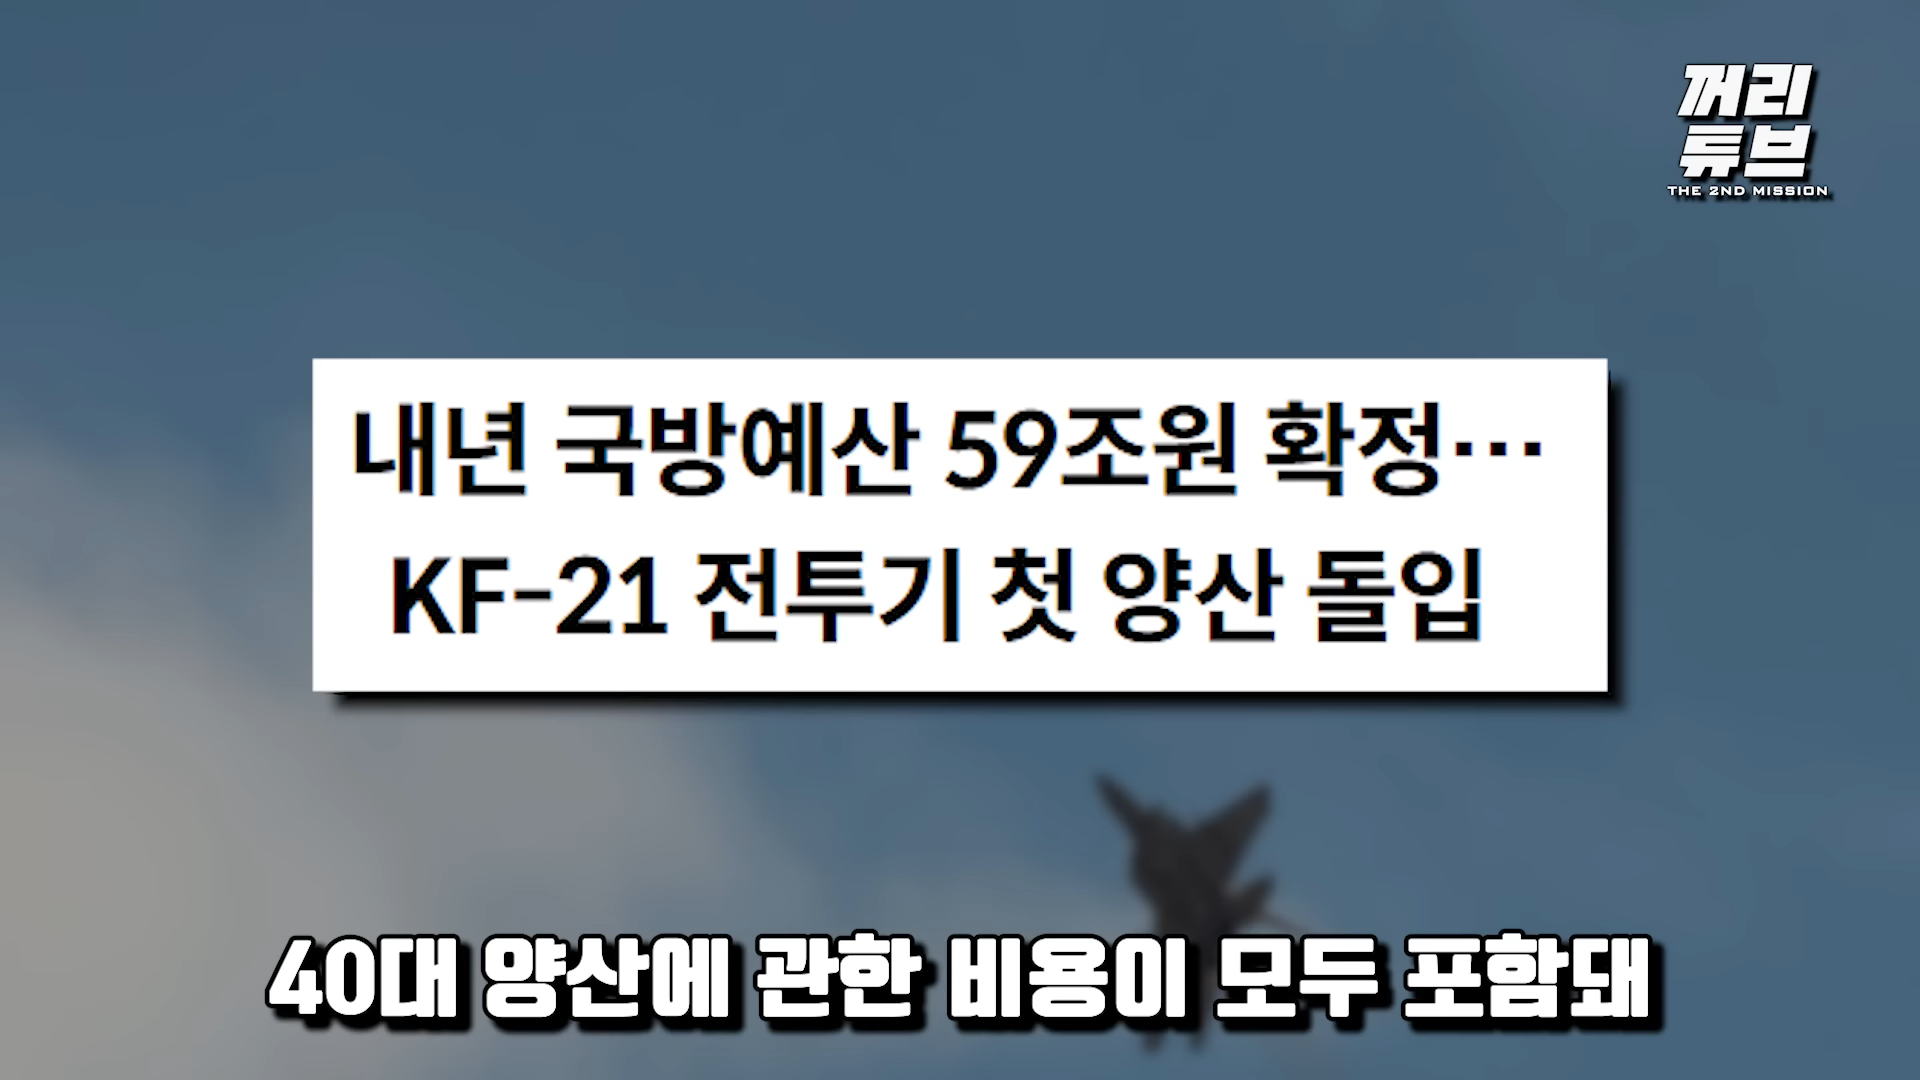 꺼리
튜브
THE 2ND MISSION
내년 국방예산 59조원 확정…
KF-21 전투기 첫 양산 돌입
40대 양산에 관한 비용이 모두 포함돼